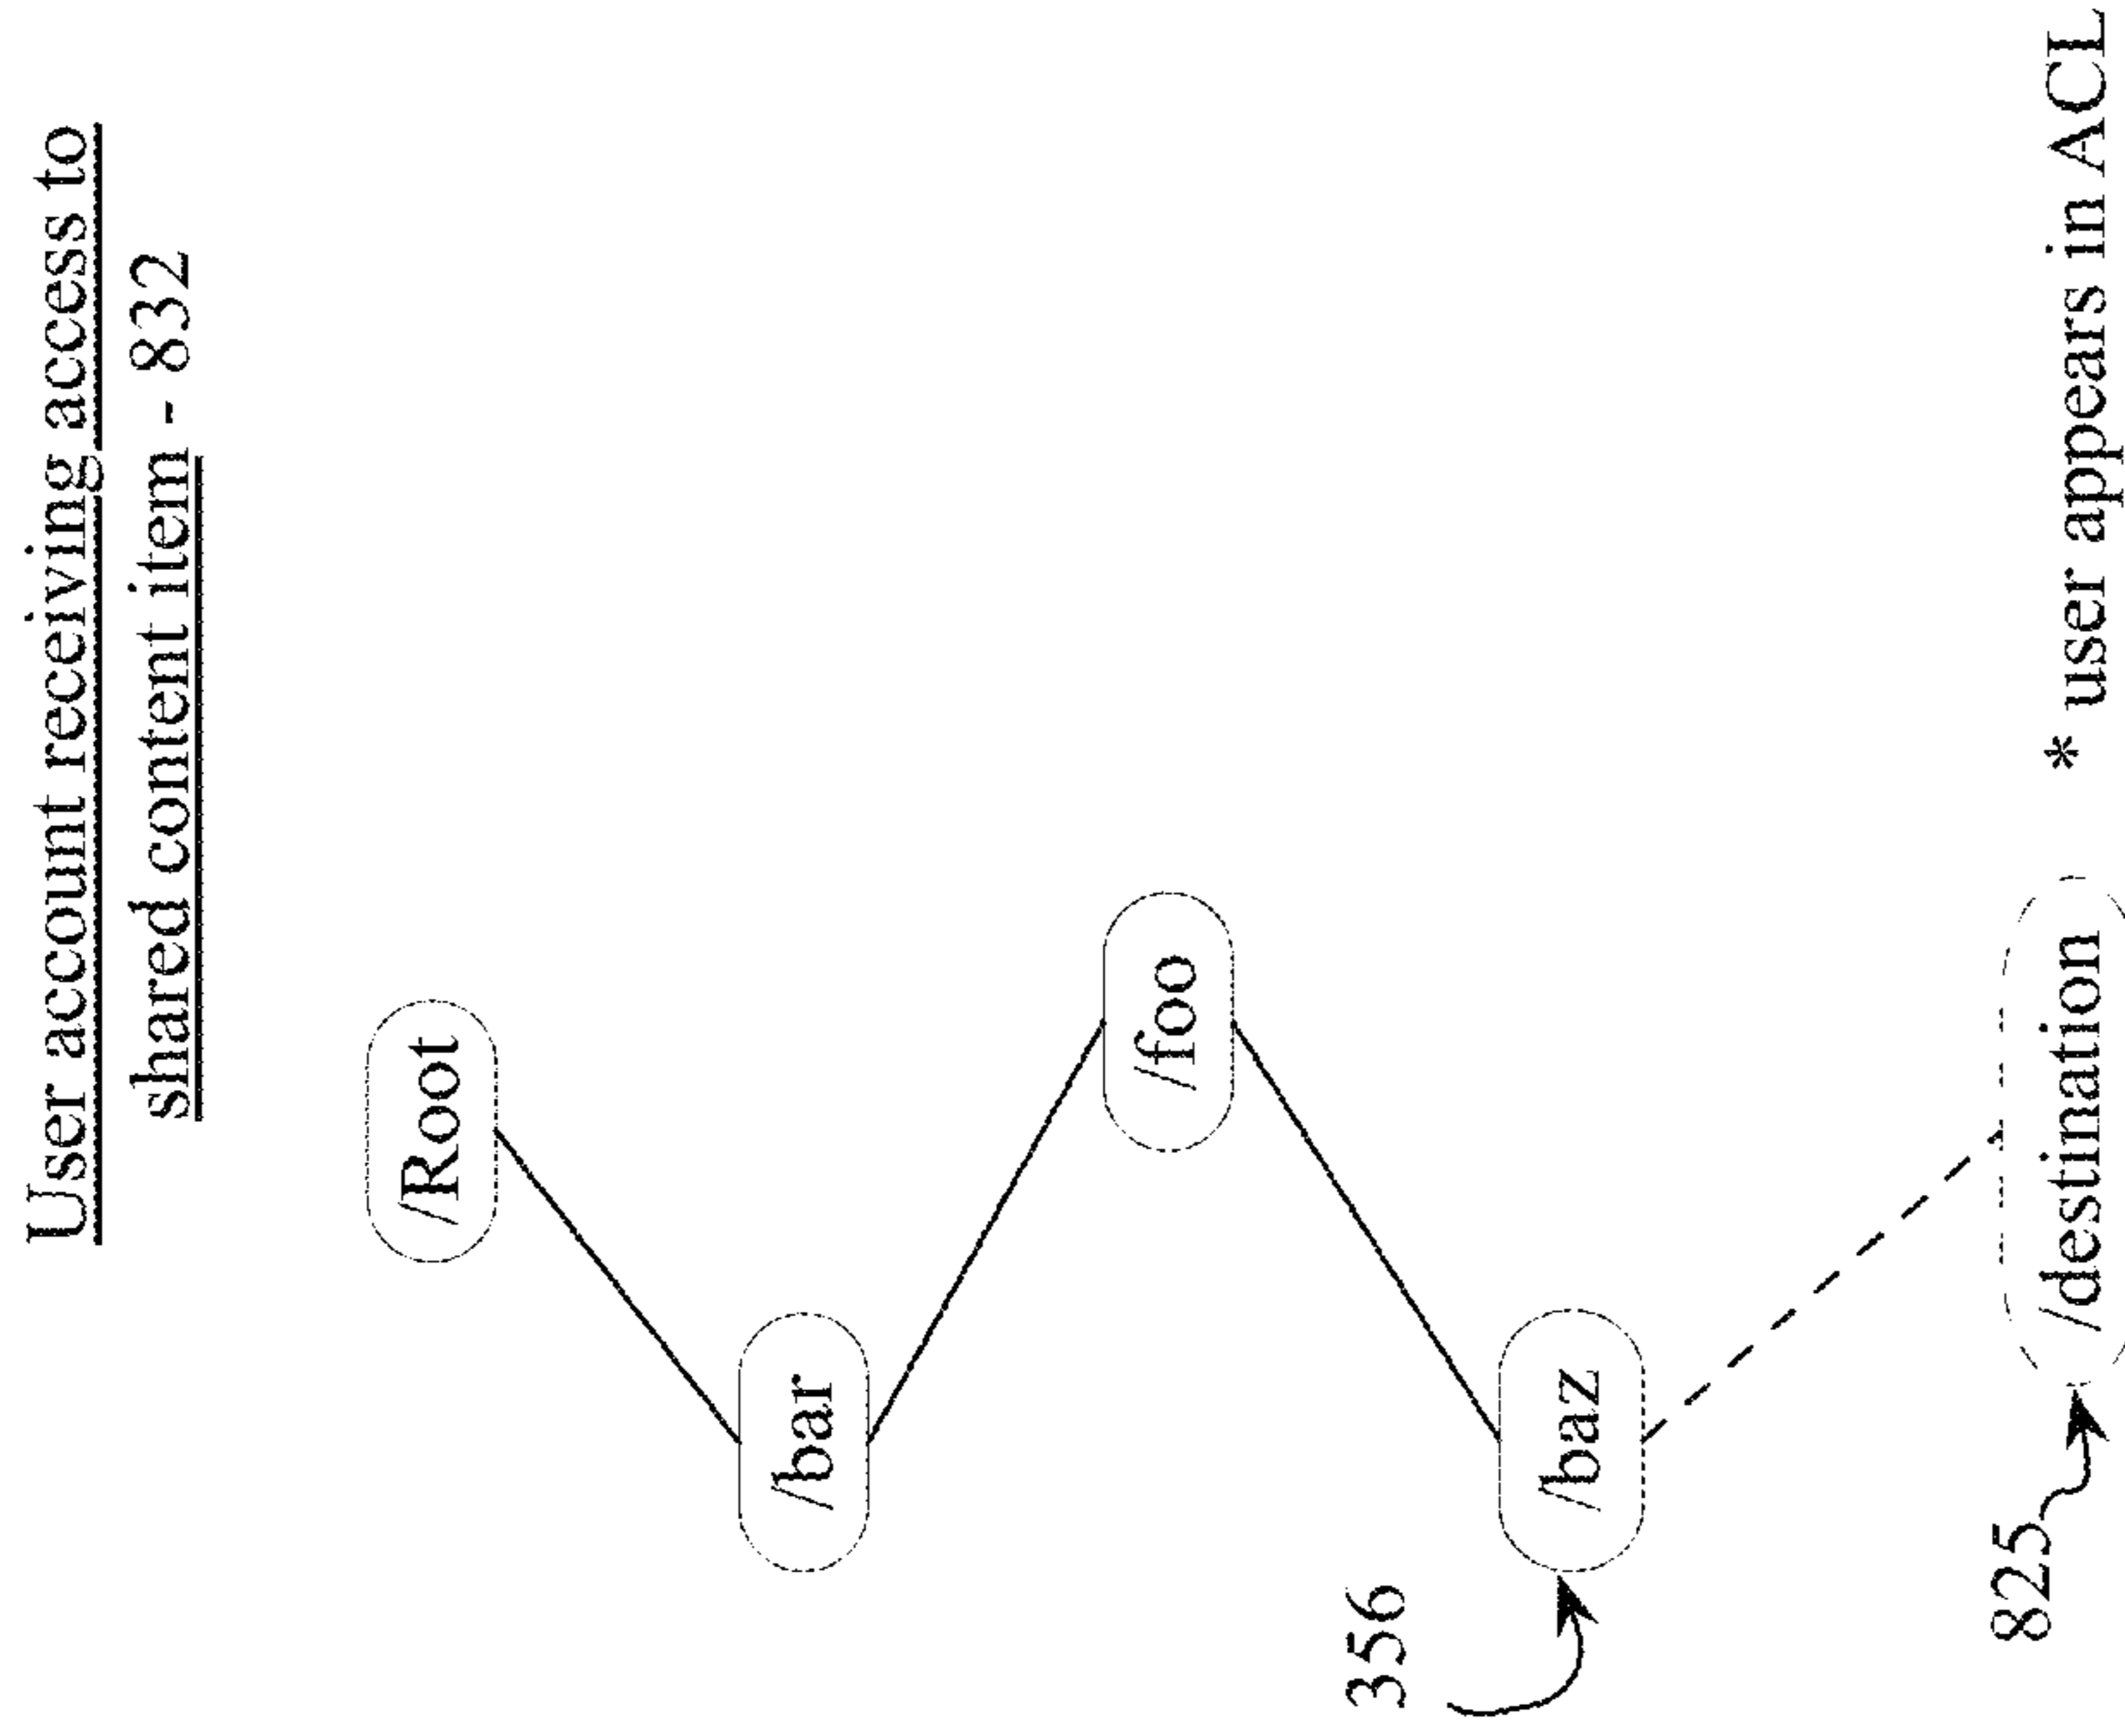 User account receiving access to
shared content item - 832
/Root
/bar
/foo
356
/baz
825
/destination
* user appears in ACL